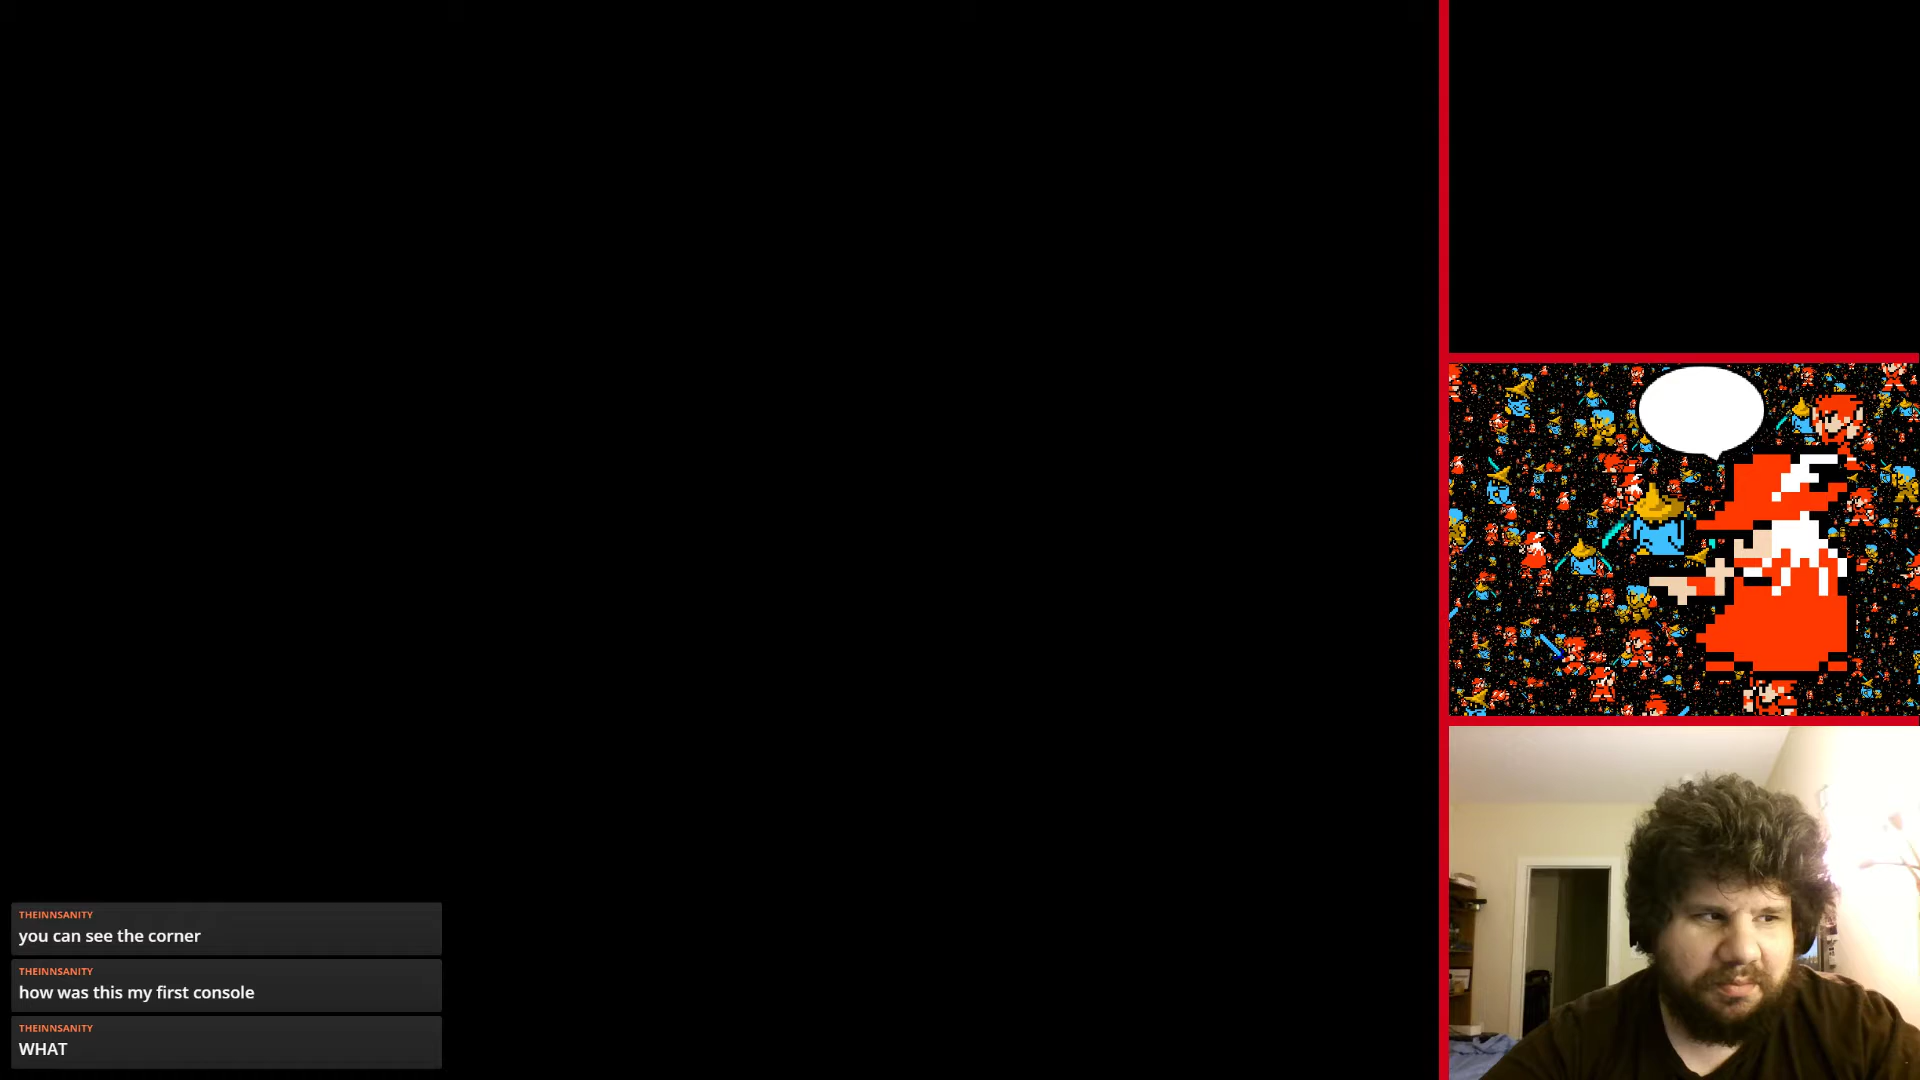 THEINNSANITY
you can see the corner
THEINNSANITY
how was this my first console
THEINNSANITY
WHAT